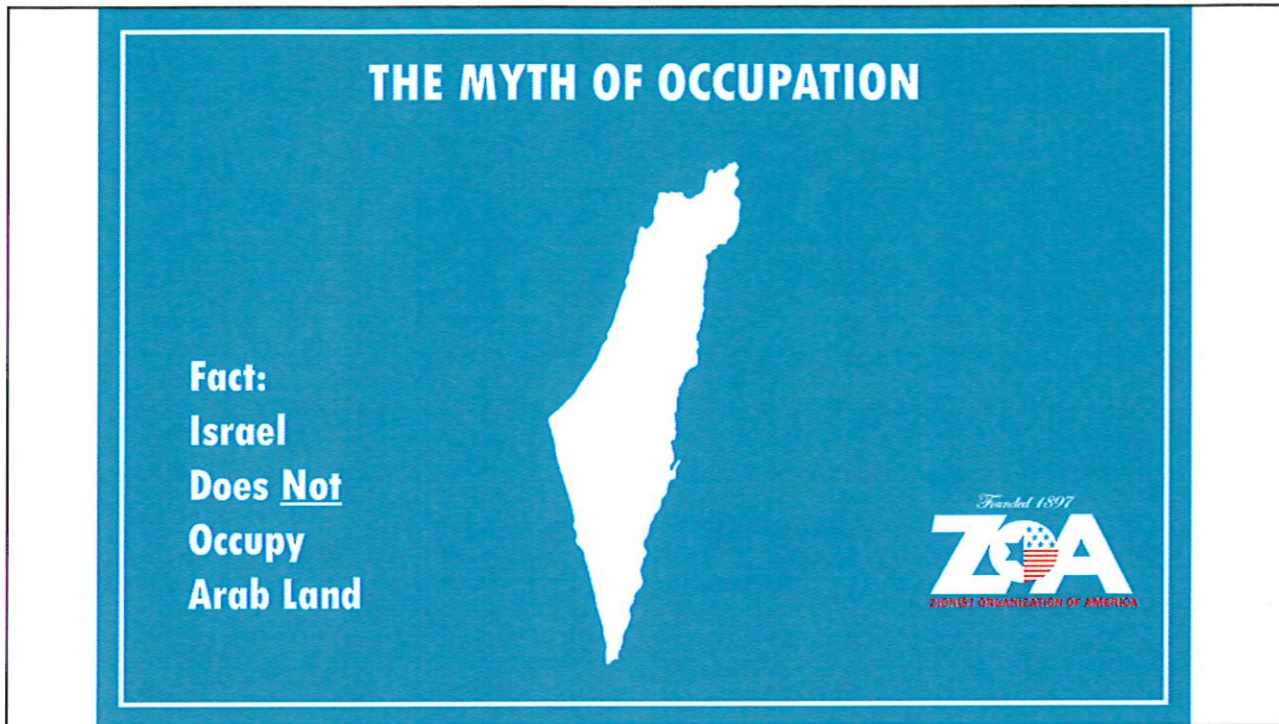 THE MYTH OF OCCUPATION
Fact:
Israel
Does Not
Occupy
Arab Land
Founded 1897
ZOA
ZIONIST ORGANIZATION OF AMERICA